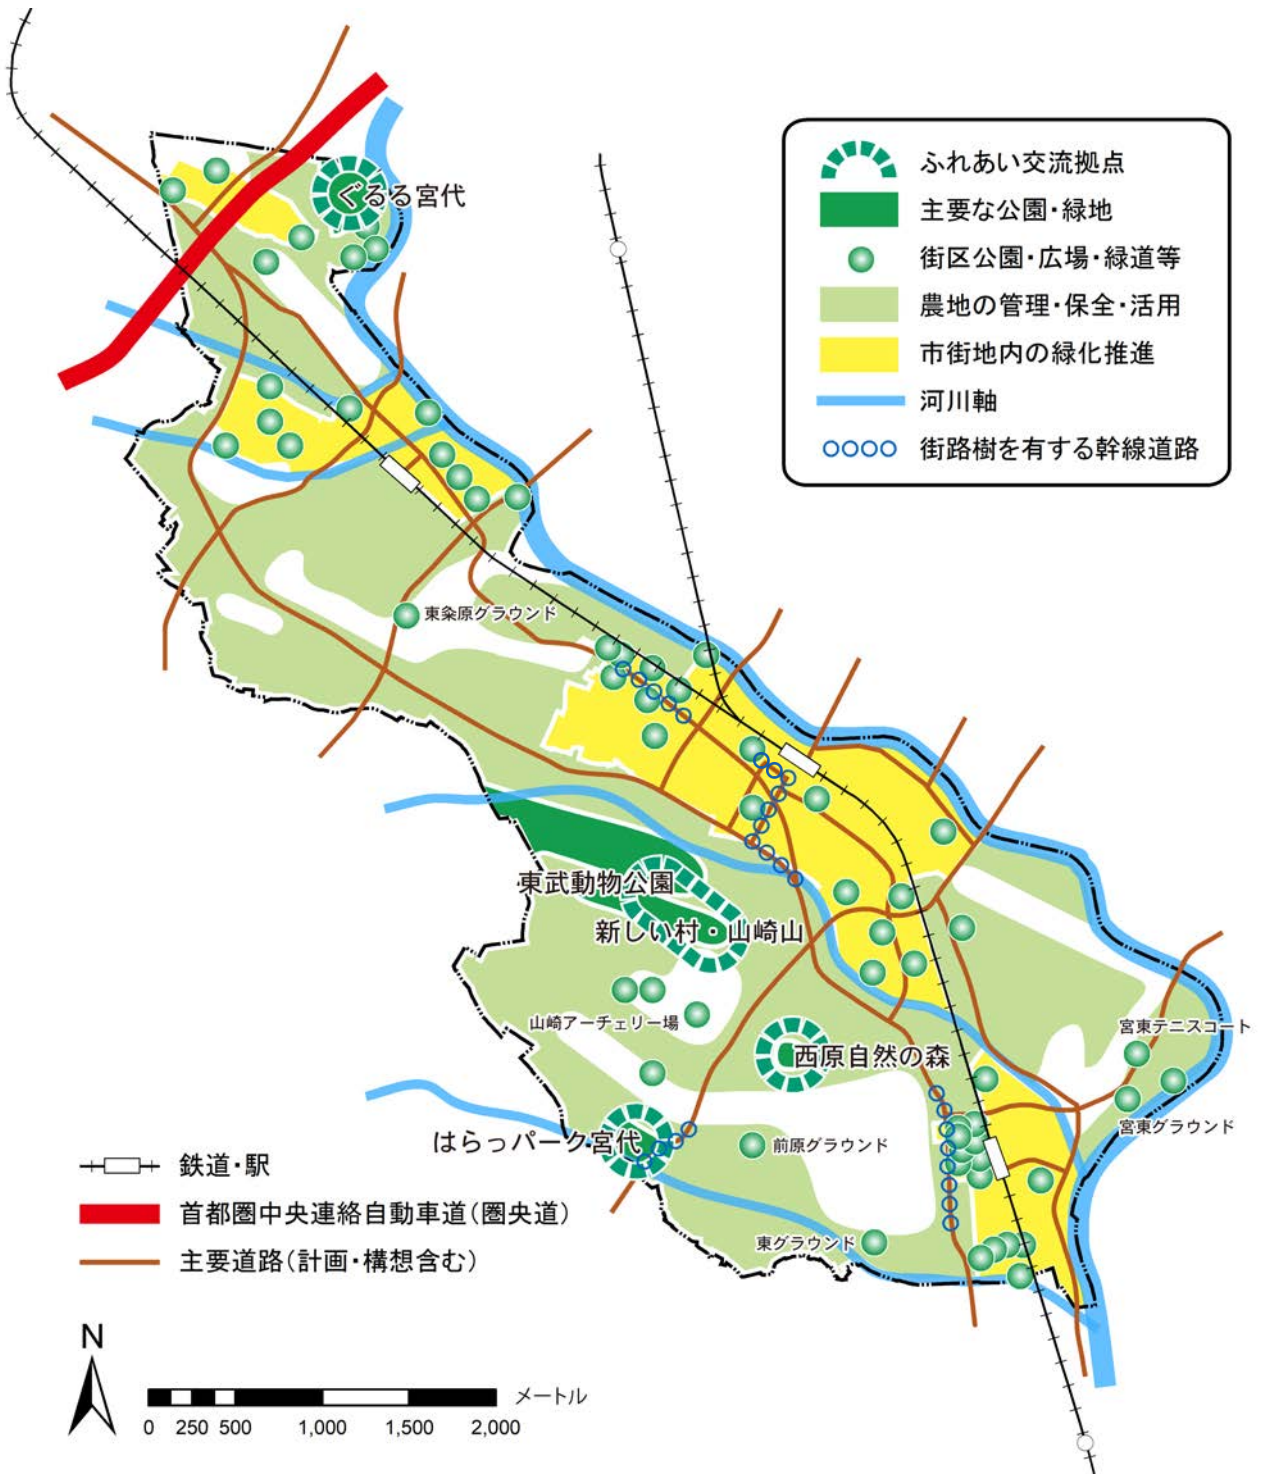 ふれあい交流拠点
主要な公園・緑地
街区公園・広場・緑道等
農地の管理・保全・活用
市街地内の緑化推進
河川軸
街路樹を有する幹線道路
ぐるる宮代
東粂原グラウンド
東武動物公園
新しい村・山崎山
山崎アーチェリー場
西原自然の森
宮東テニスコート
宮東グラウンド
はらっパーク宮代
前原グラウンド
東グラウンド
鉄道・駅
首都圏中央連絡自動車道（圏央道）
主要道路（計画・構想含む）
N
メートル
0 250 500 1,000 1,500 2,000